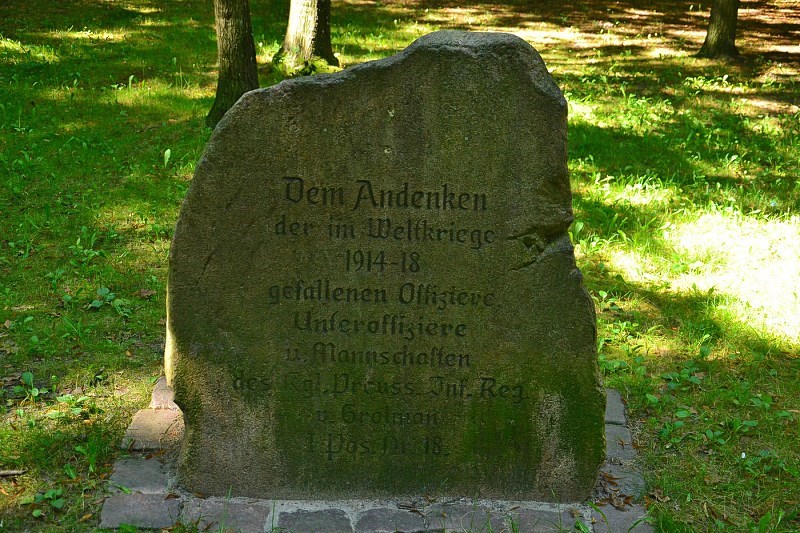 Dem Andenken
der im Weltkriege
1914-18
gefallenen Offiziere,
Unteroffiziere
u. Mannschaften
des Kgl. Preuss. Inf. Reg.
v. Grolman
1. Pos. Nr. 18.